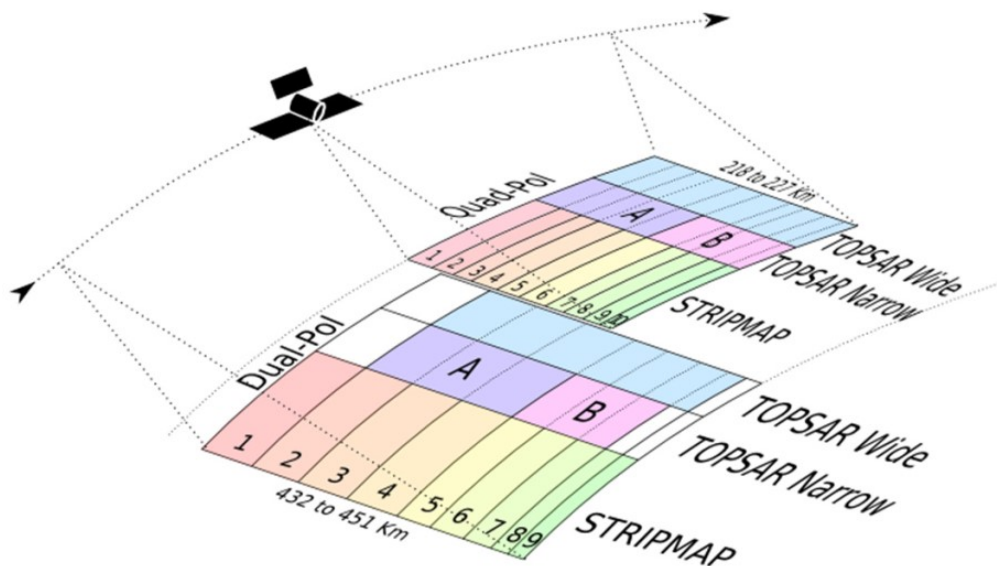 218 to 227 Km
Quad-Pol
A
B
TOPSAR Wide
TOPSAR Narrow
STRIPMAP
1 2 3 4 5 6 7 8 9 10
Dual-Pol
A
B
TOPSAR Wide
TOPSAR Narrow
STRIPMAP
1 2 3 4 5 6 7 8 9
432 to 451 Km